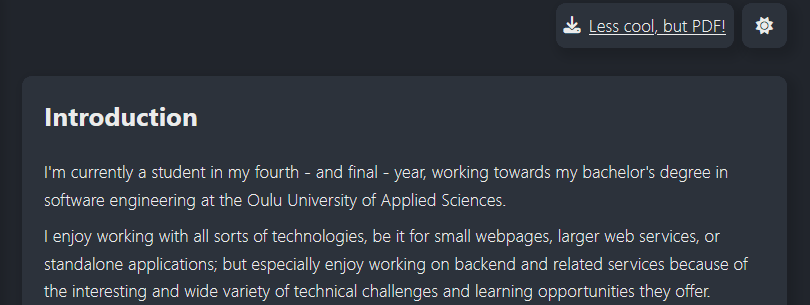 Less cool, but PDF!
Introduction
I'm currently a student in my fourth - and final - year, working towards my bachelor's degree in
software engineering at the Oulu University of Applied Sciences.
I enjoy working with all sorts of technologies, be it for small webpages, larger web services, or
standalone applications; but especially enjoy working on backend and related services because of
the interesting and wide variety of technical challenges and learning opportunities they offer.